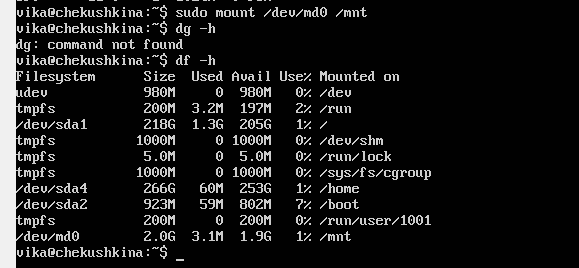 vika@chekushkina:~$ sudo mount /dev/md0 /mnt
vika@chekushkina:~$ dg -h
dg: command not found
vika@chekushkina:~$ df -h
Filesystem      Size  Used Avail Use% Mounted on
udev            980M     0  980M   0% /dev
tmpfs           200M  3.2M  197M   2% /run
/dev/sda1       218G  1.3G  205G   1% /
tmpfs          1000M     0 1000M   0% /dev/shm
tmpfs           5.0M     0  5.0M   0% /run/lock
tmpfs          1000M     0 1000M   0% /sys/fs/cgroup
/dev/sda4       266G   60M  253G   1% /home
/dev/sda2       923M   59M  802M   7% /boot
tmpfs           200M     0  200M   0% /run/user/1001
/dev/md0        2.0G  3.1M  1.9G   1% /mnt
vika@chekushkina:~$ _